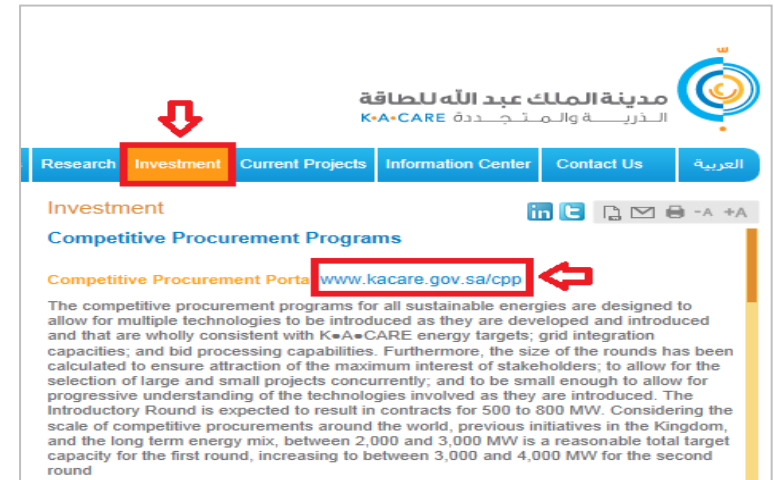 مدينة الملك عبد الله للطاقة
الذرية والمتجددة K•A•CARE
Research Investment Current Projects Information Center Contact Us العربية
Investment
in t -A +A
Competitive Procurement Programs
Competitive Procurement Porta www.kacare.gov.sa/cpp
The competitive procurement programs for all sustainable energies are designed to
allow for multiple technologies to be introduced as they are developed and introduced
and that are wholly consistent with K●A●CARE energy targets; grid integration
capacities; and bid processing capabilities. Furthermore, the size of the rounds has been
calculated to ensure attraction of the maximum interest of stakeholders; to allow for the
selection of large and small projects concurrently; and to be small enough to allow for
progressive understanding of the technologies involved as they are introduced. The
Introductory Round is expected to result in contracts for 500 to 800 MW. Considering the
scale of competitive procurements around the world, previous initiatives in the Kingdom,
and the long term energy mix, between 2,000 and 3,000 MW is a reasonable total target
capacity for the first round, increasing to between 3,000 and 4,000 MW for the second
round